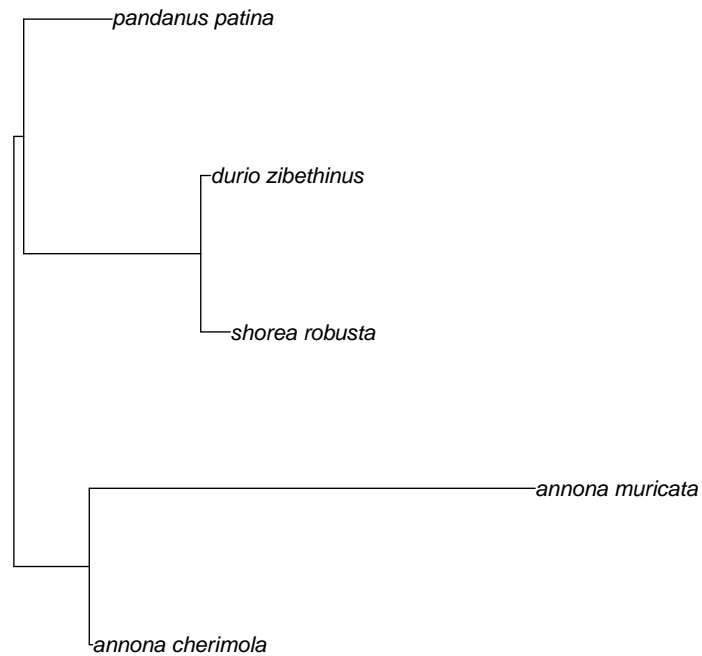 pandanus patina
durio zibethinus
shorea robusta
annona muricata
annona cherimola